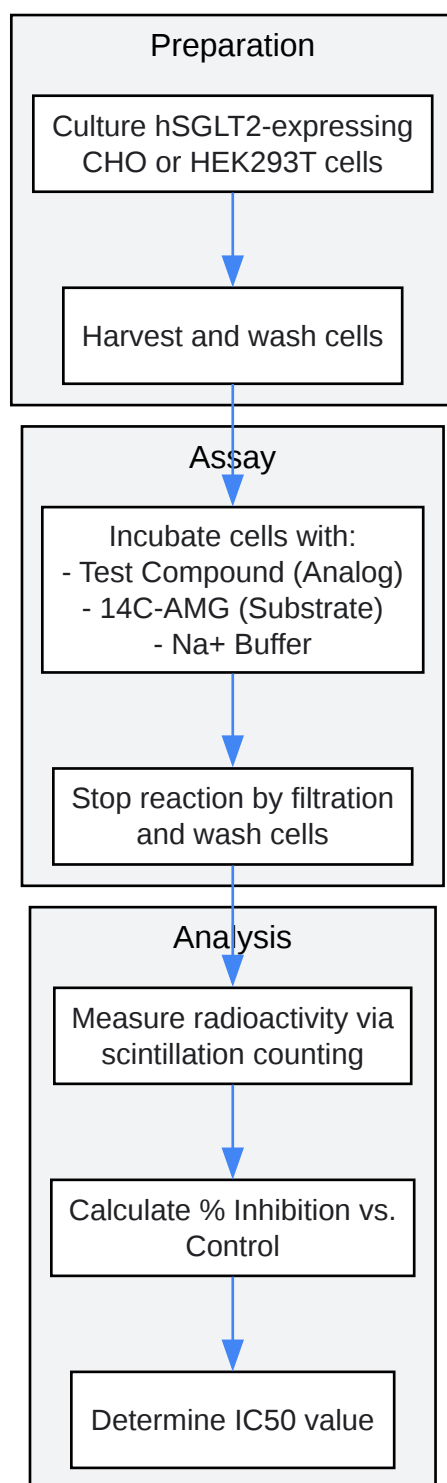 Preparation
Culture hSGLT2-expressing
CHO or HEK293T cells
Harvest and wash cells
Assay
Incubate cells with:
- Test Compound (Analog)
- 14C-AMG (Substrate)
- Na+ Buffer
Stop reaction by filtration
and wash cells
Analysis
Measure radioactivity via
scintillation counting
Calculate % Inhibition vs.
Control
Determine IC50 value